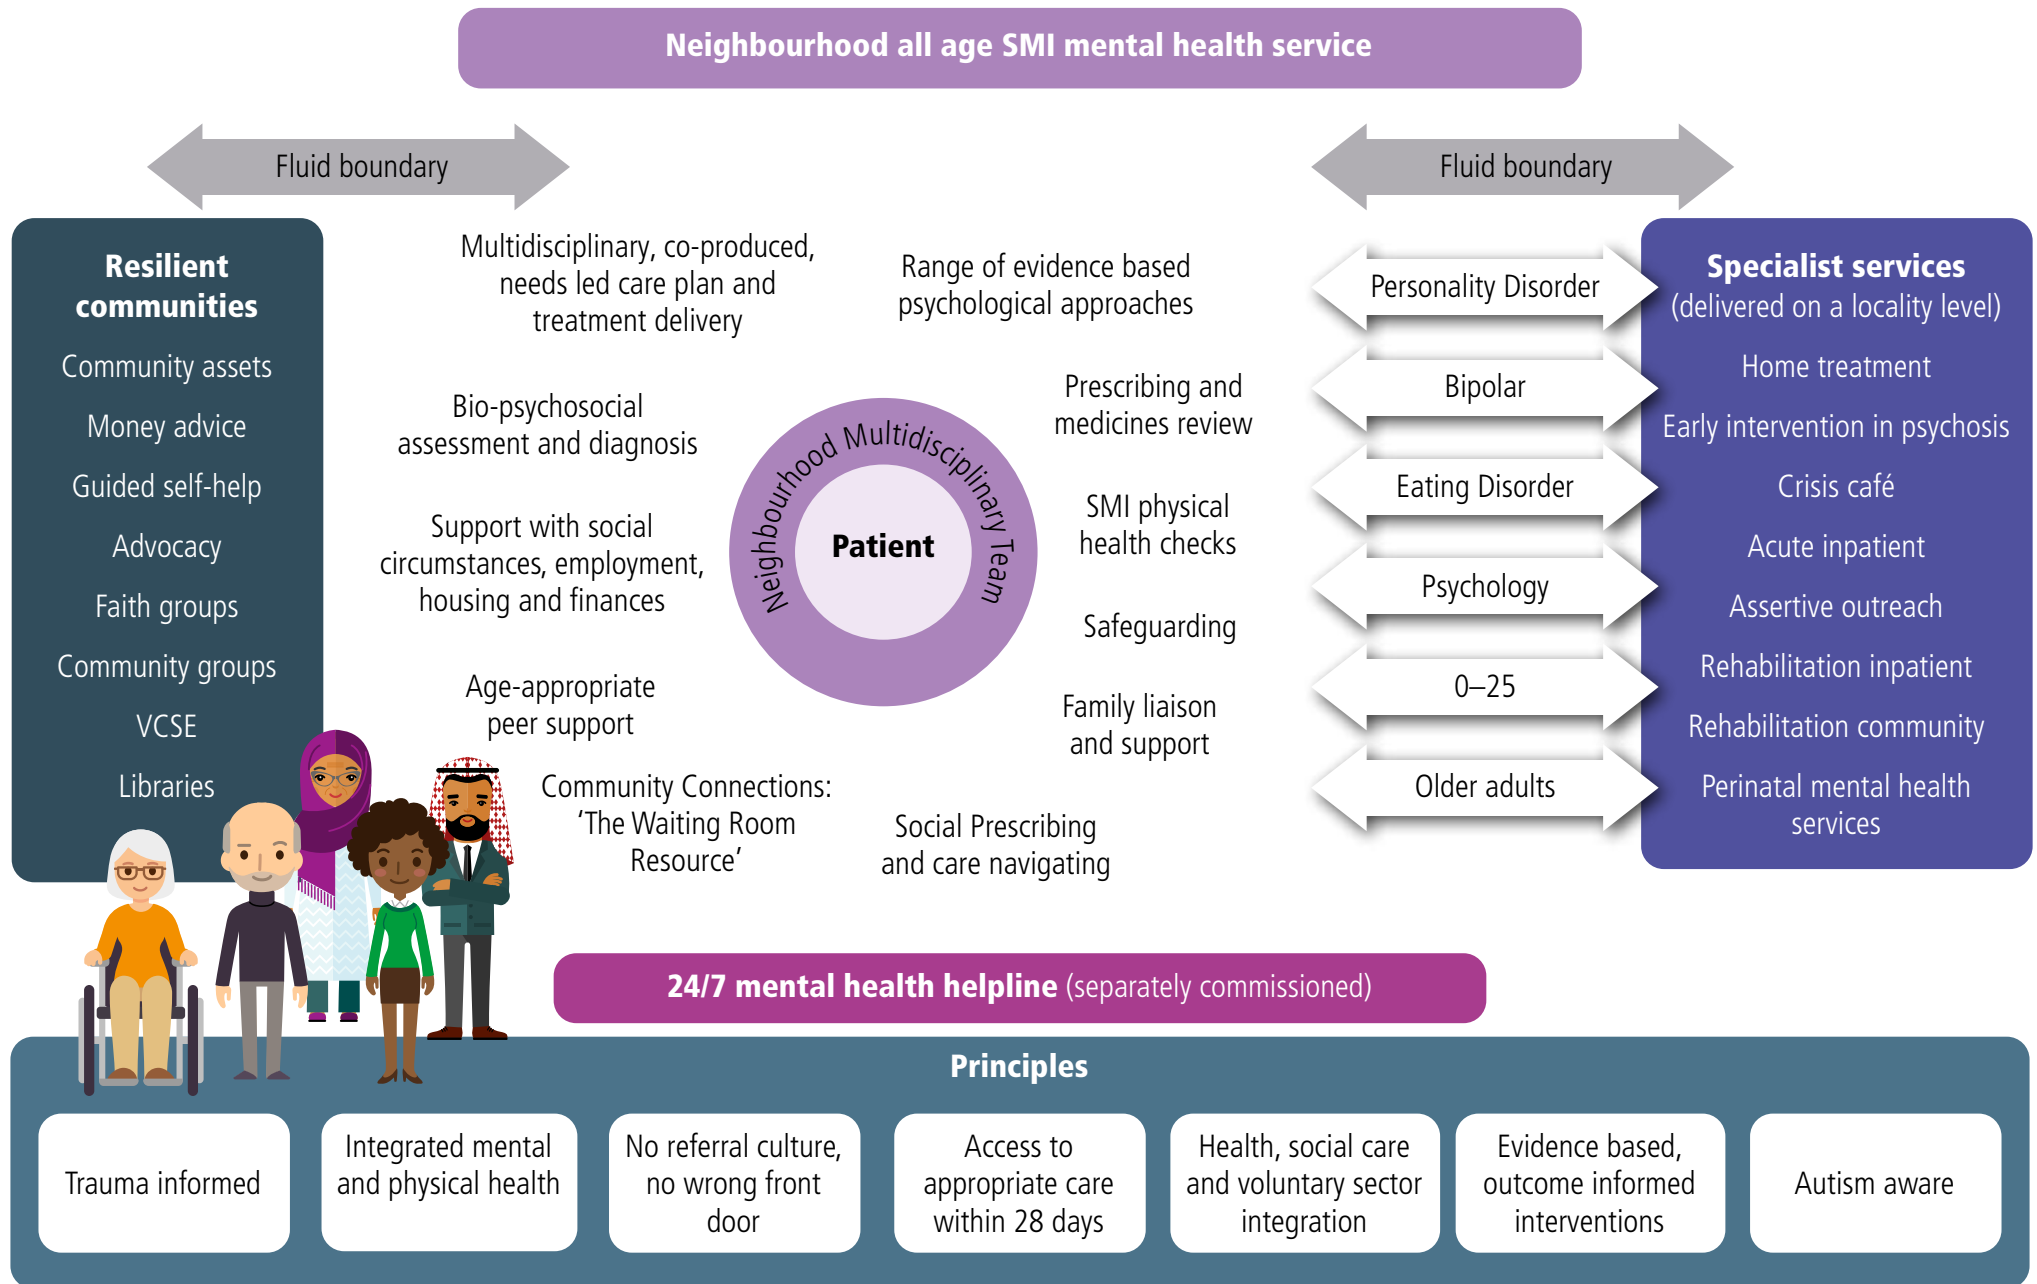 Neighbourhood all age SMI mental health service
Fluid boundary
Fluid boundary
Resilient
communities
Community assets
Money advice
Guided self-help
Advocacy
Faith groups
Community groups
VCSE
Libraries
Multidisciplinary, co-produced,
needs led care plan and
treatment delivery
Bio-psychosocial
assessment and diagnosis
Support with social
circumstances, employment,
housing and finances
Age-appropriate
peer support
Community Connections:
'The Waiting Room
Resource'
Neighbourhood Multidisciplinary Team
Patient
Range of evidence based
psychological approaches
Prescribing and
medicines review
SMI physical
health checks
Safeguarding
Family liaison
and support
Social Prescribing
and care navigating
Personality Disorder
Bipolar
Eating Disorder
Psychology
0–25
Older adults
Specialist services
(delivered on a locality level)
Home treatment
Early intervention in psychosis
Crisis café
Acute inpatient
Assertive outreach
Rehabilitation inpatient
Rehabilitation community
Perinatal mental health
services
24/7 mental health helpline (separately commissioned)
Principles
Trauma informed
Integrated mental
and physical health
No referral culture,
no wrong front
door
Access to
appropriate care
within 28 days
Health, social care
and voluntary sector
integration
Evidence based,
outcome informed
interventions
Autism aware